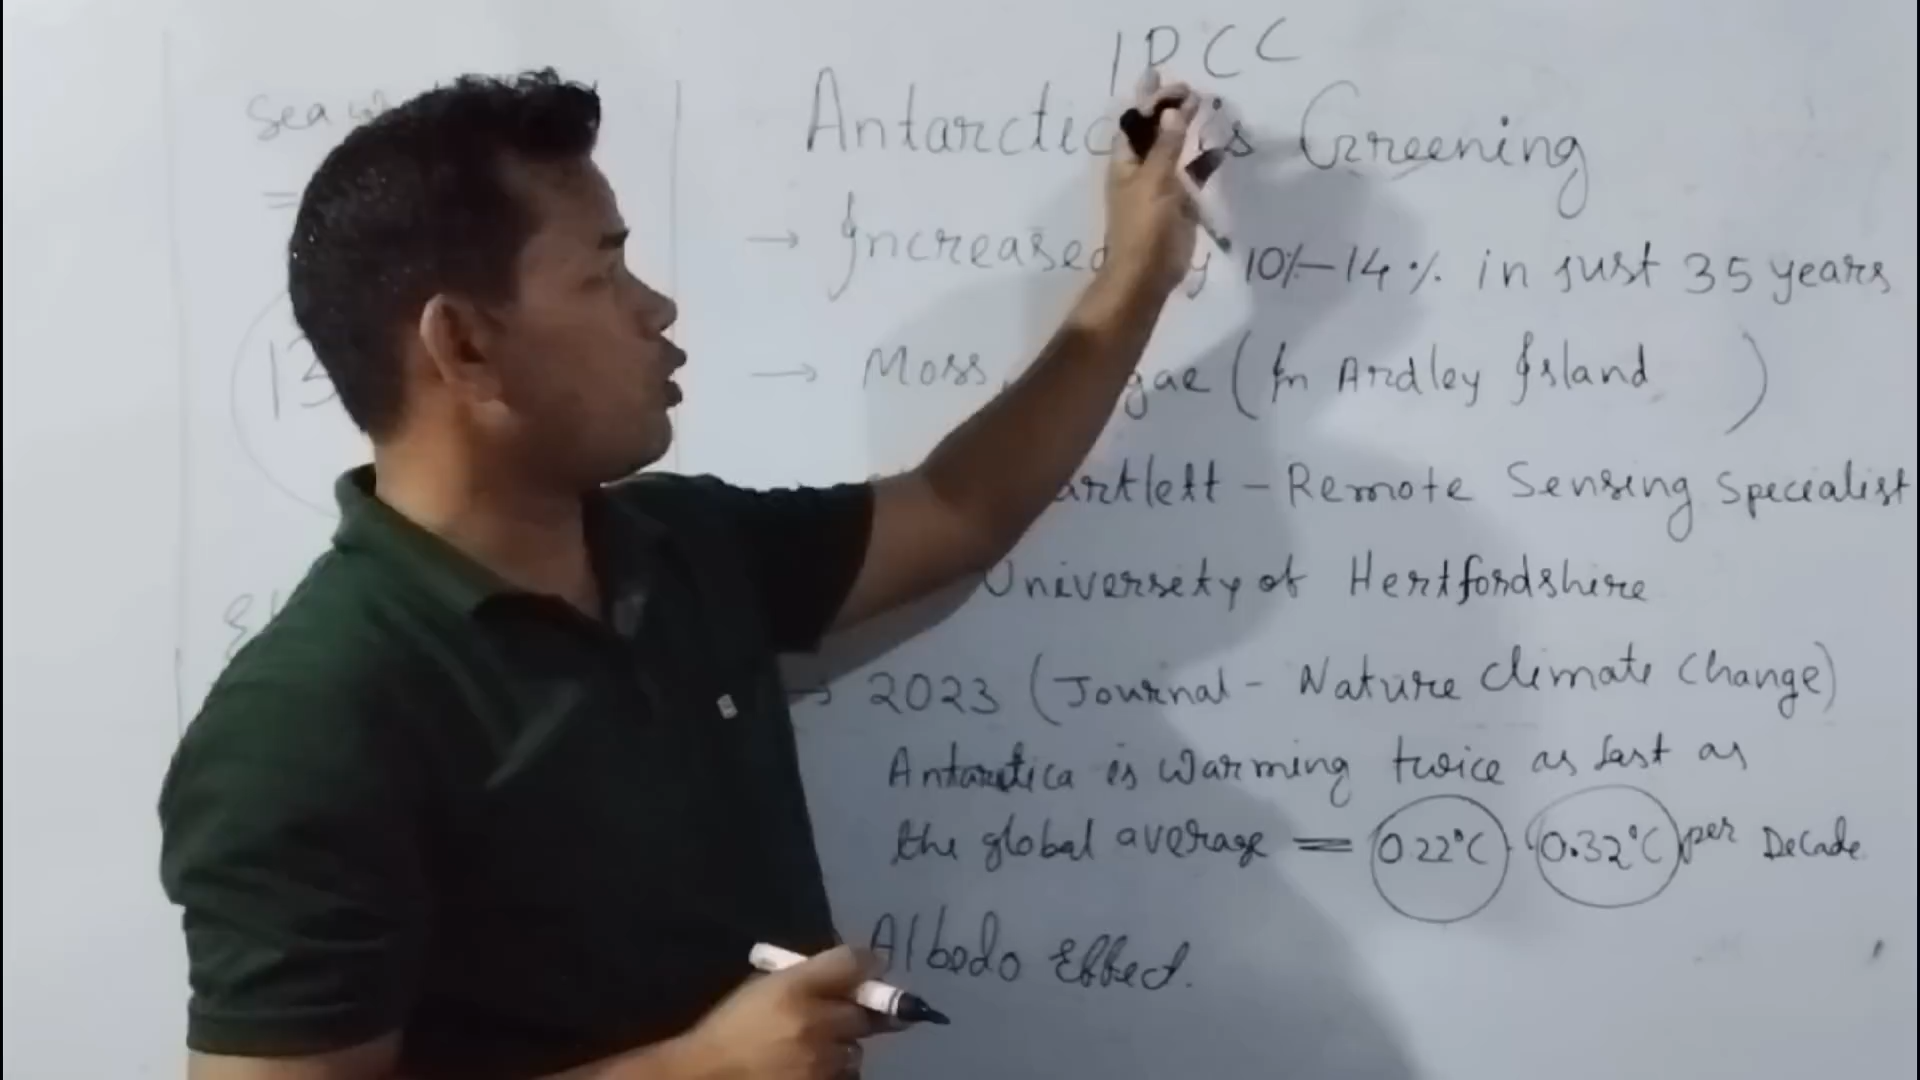 IPCC
Sea
Antarctic is Greening
→ Increased 10%-14% in just 35 years
13
→ Moss, (In Ardley Island )
- Remote Sensing Specialist
University of Hertfordshire
→ 2023 (Journal - Nature Climate Change)
Antarctica is warming twice as fast as
the global average = 0.22°C - 0.32°C per Decade
Albedo Effect.